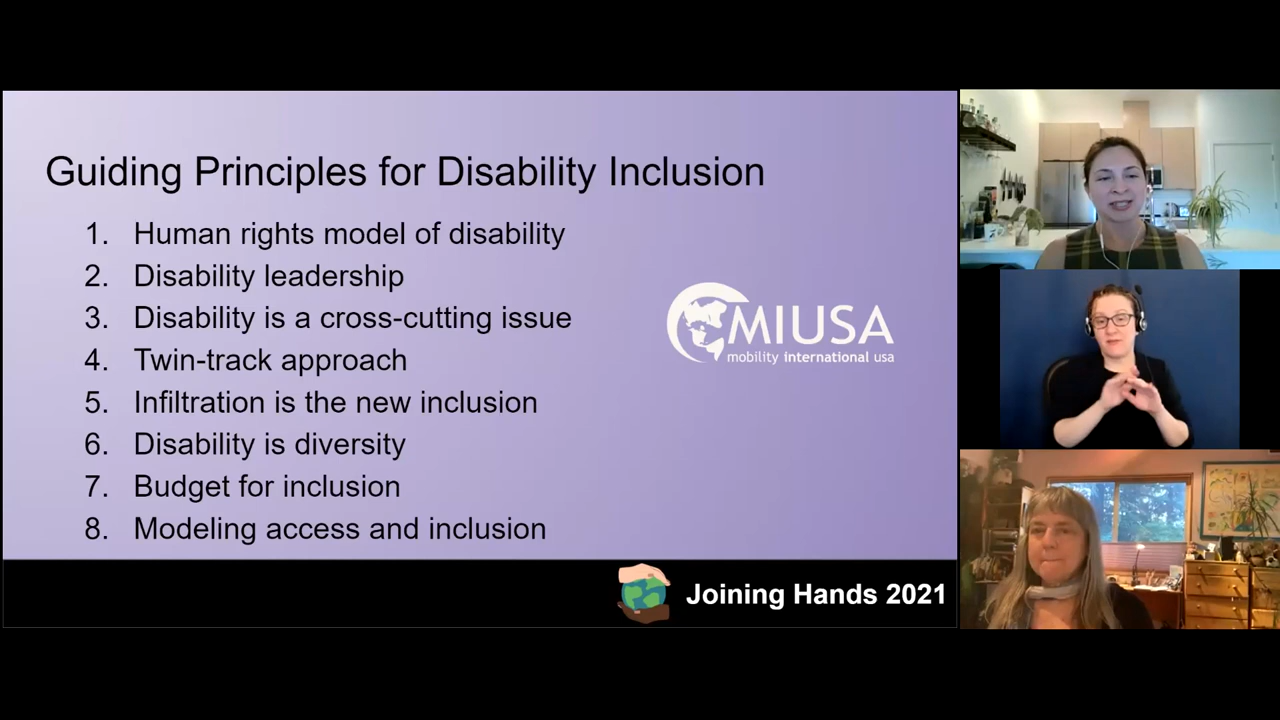 Guiding Principles for Disability Inclusion
1. Human rights model of disability
2. Disability leadership
3. Disability is a cross-cutting issue
4. Twin-track approach
5. Infiltration is the new inclusion
6. Disability is diversity
7. Budget for inclusion
8. Modeling access and inclusion
MIUSA
mobility international usa
Joining Hands 2021